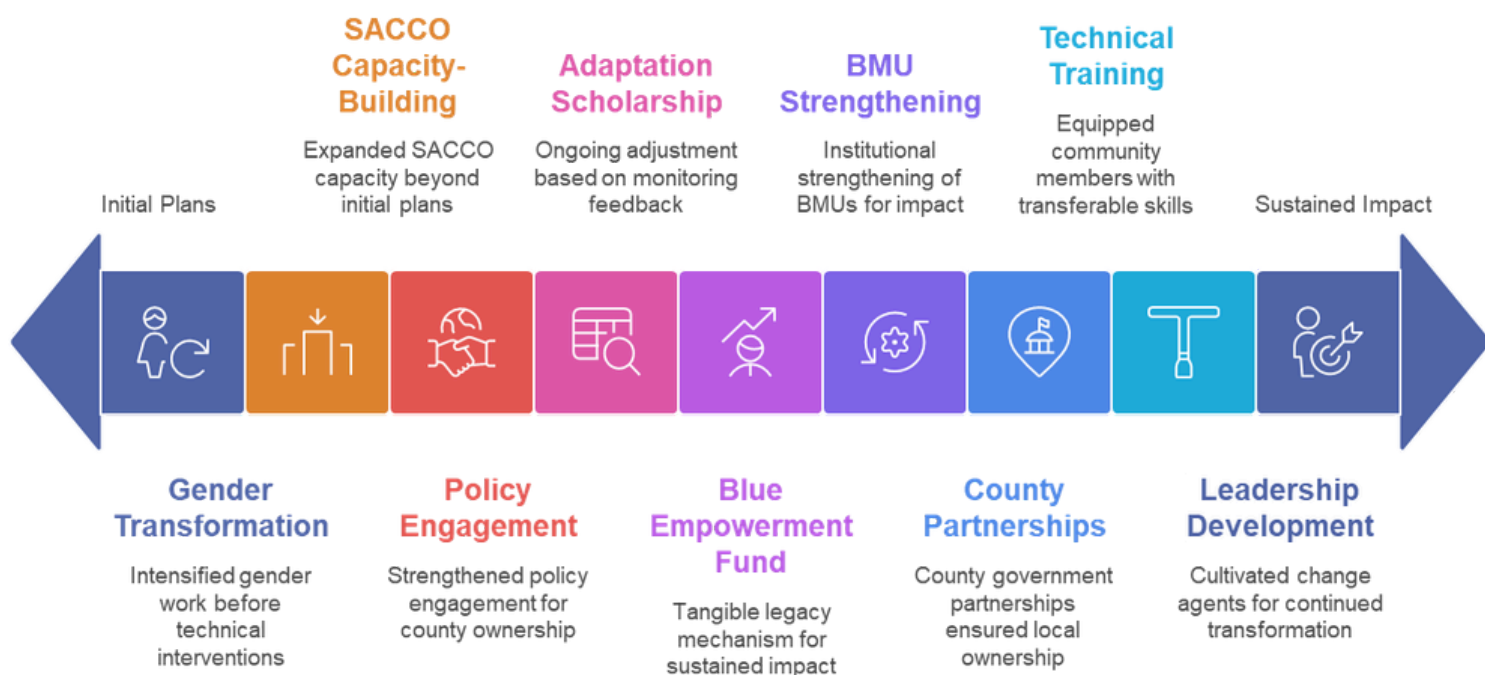 Initial Plans
SACCO
Capacity-
Building
Expanded SACCO
capacity beyond
initial plans
Adaptation
Scholarship
Ongoing adjustment
based on monitoring
feedback
BMU
Strengthening
Institutional
strengthening of
BMUs for impact
Technical
Training
Equipped
community
members with
transferable skills
Sustained Impact
Gender
Transformation
Intensified gender
work before
technical
interventions
Policy
Engagement
Strengthened policy
engagement for
county ownership
Blue
Empowerment
Fund
Tangible legacy
mechanism for
sustained impact
County
Partnerships
County government
partnerships
ensured local
ownership
Leadership
Development
Cultivated change
agents for continued
transformation